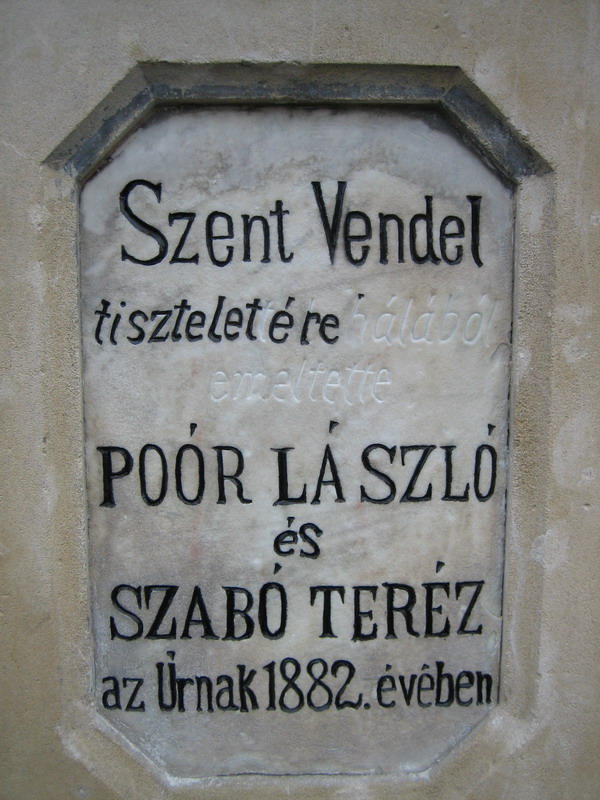 Szent Vendel
tiszteletére hálából
emeltette
POÓR LÁSZLÓ
és
SZABÓ TERÉZ
az Úrnak 1882. évében